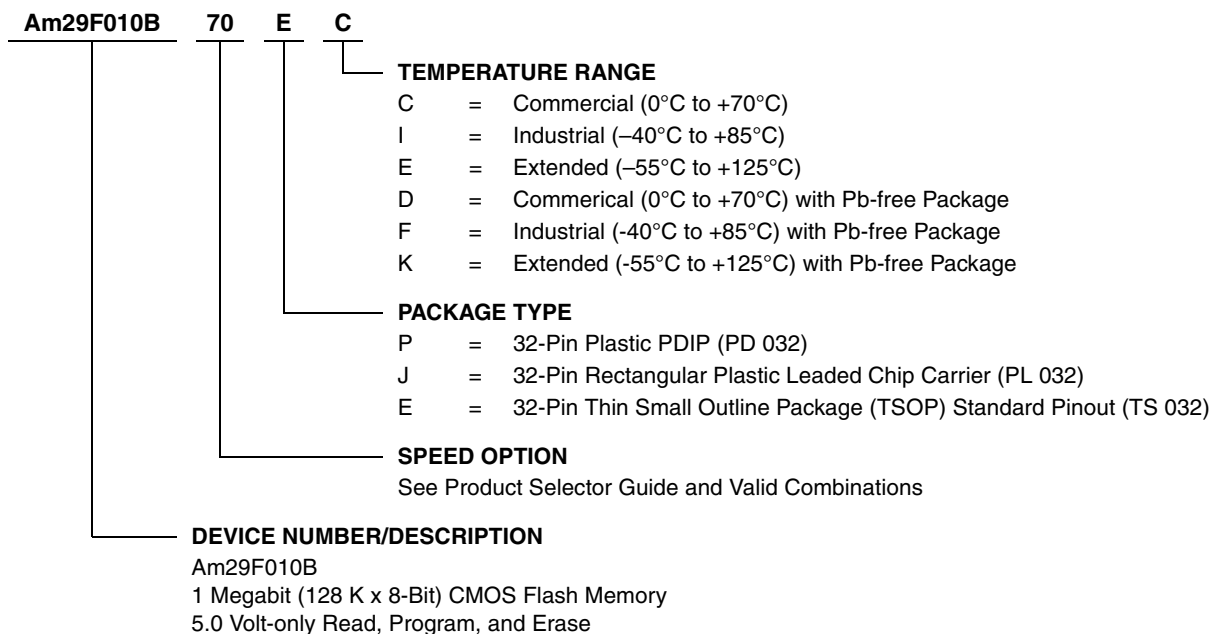 Am29F010B 70 E C
TEMPERATURE RANGE
C = Commercial (0°C to +70°C)
I = Industrial (–40°C to +85°C)
E = Extended (–55°C to +125°C)
D = Commerical (0°C to +70°C) with Pb-free Package
F = Industrial (-40°C to +85°C) with Pb-free Package
K = Extended (-55°C to +125°C) with Pb-free Package
PACKAGE TYPE
P = 32-Pin Plastic PDIP (PD 032)
J = 32-Pin Rectangular Plastic Leaded Chip Carrier (PL 032)
E = 32-Pin Thin Small Outline Package (TSOP) Standard Pinout (TS 032)
SPEED OPTION
See Product Selector Guide and Valid Combinations
DEVICE NUMBER/DESCRIPTION
Am29F010B
1 Megabit (128 K x 8-Bit) CMOS Flash Memory
5.0 Volt-only Read, Program, and Erase